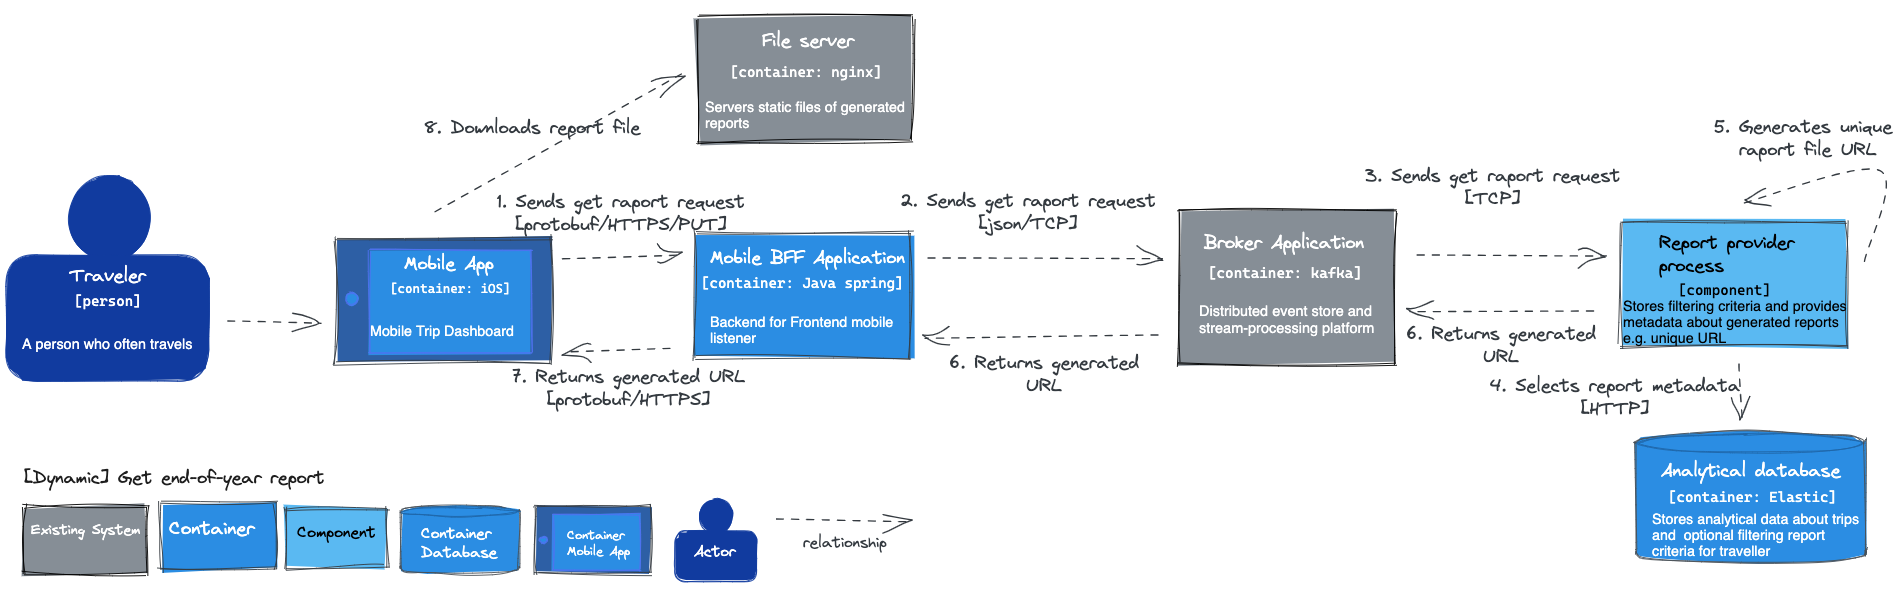 File server
[container: nginx]
Servers static files of generated
reports
8. Downloads report file
5. Generates unique
raport file URL
1. Sends get raport request
[protobuf/HTTPS/PUT]
2. Sends get raport request
[json/TCP]
3. Sends get raport request
[TCP]
Traveler
[person]
A person who often travels
Mobile App
[container: iOS]
Mobile Trip Dashboard
Mobile BFF Application
[container: Java spring]
Backend for Frontend mobile
listener
Broker Application
[container: kafka]
Distributed event store and
stream-processing platform
Report provider
process
[component]
Stores filtering criteria and provides
metadata about generated reports
e.g. unique URL
6. Returns generated
URL
6. Returns generated
URL
7. Returns generated URL
[protobuf/HTTPS]
4. Selects report metadata
[HTTP]
Analytical database
[container: Elastic]
Stores analytical data about trips
and optional filtering report
criteria for traveller
[Dynamic] Get end-of-year report
Existing System
Container
Component
Container
Database
Container
Mobile App
Actor
relationship